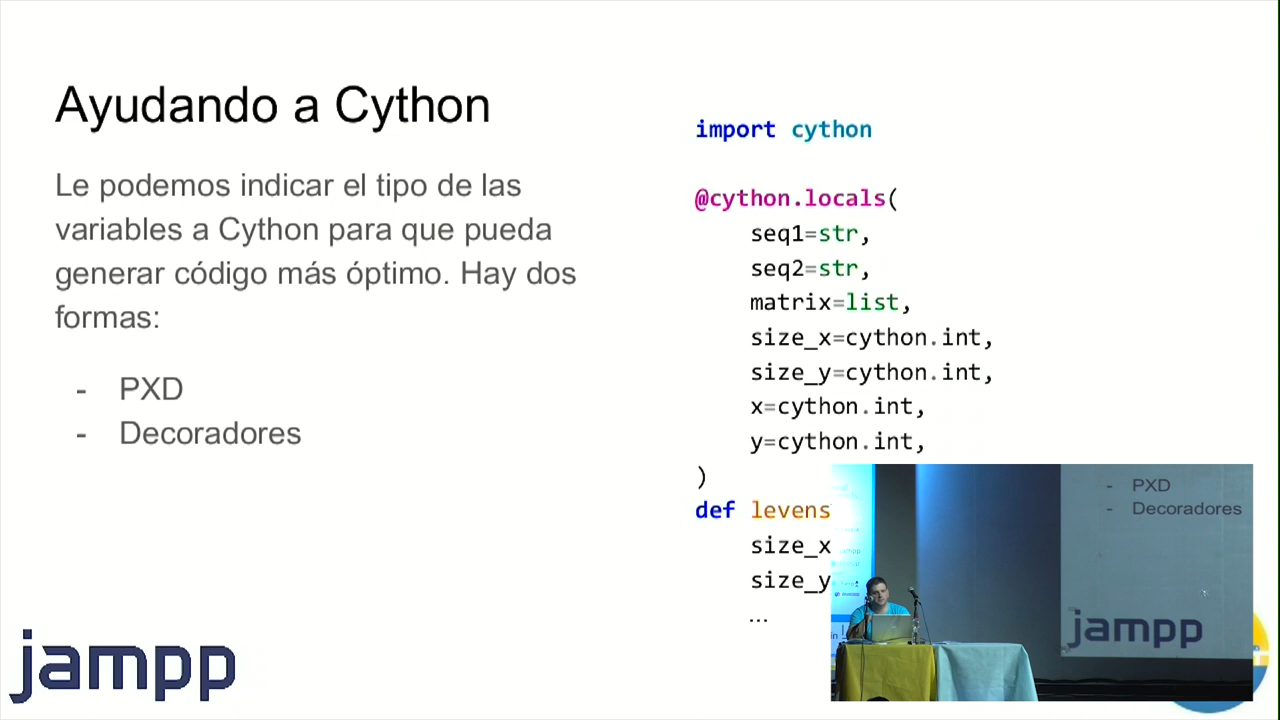 Ayudando a Cython
Le podemos indicar el tipo de las
variables a Cython para que pueda
generar código más óptimo. Hay dos
formas:
- PXD
- Decoradores
import cython
@cython.locals(
seq1=str,
seq2=str,
matrix=list,
size_x=cython.int,
size_y=cython.int,
x=cython.int,
y=cython.int,
)
def levens
size_x
size_y
...
- PXD
- Decoradores
jampp
jampp